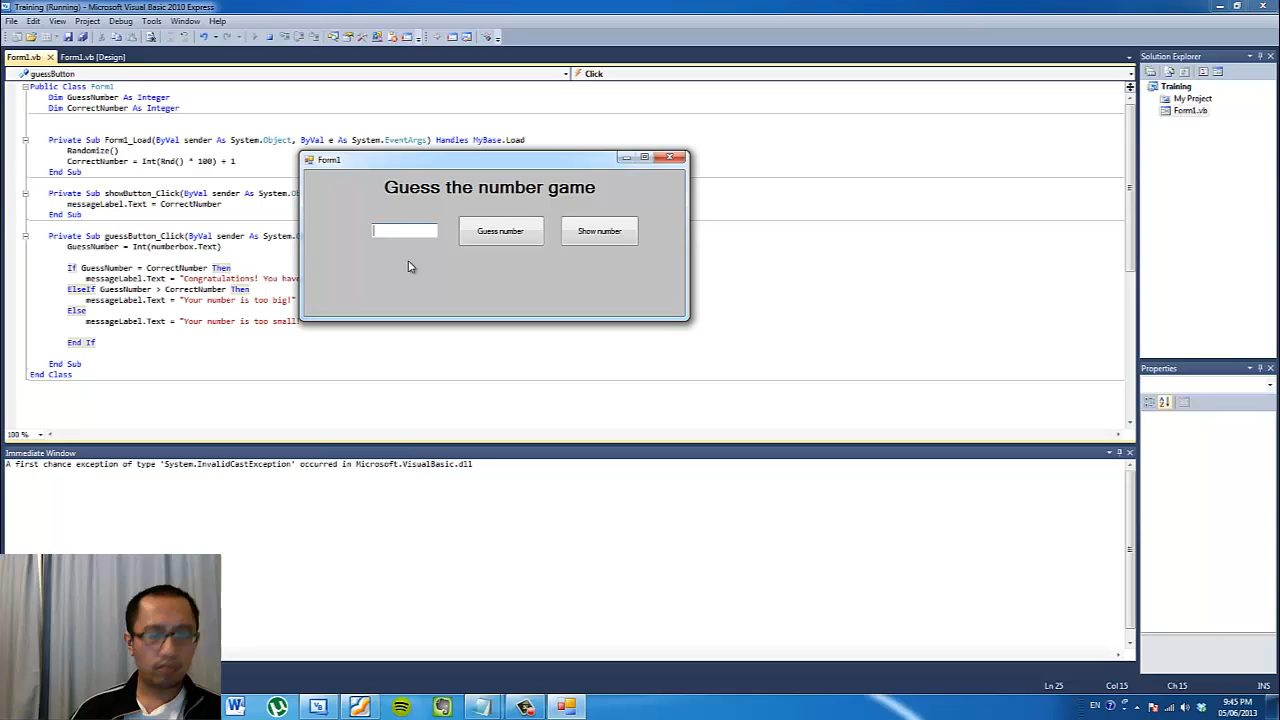 Training (Running) - Microsoft Visual Basic 2010 Express
File Edit View Project Debug Tools Window Help
Form1.vb Form1.vb [Design]
guessButton Click
Public Class Form1
Dim GuessNumber As Integer
Dim CorrectNumber As Integer
Private Sub Form1_Load(ByVal sender As System.Object, ByVal e As System.EventArgs) Handles MyBase.Load
Randomize()
CorrectNumber = Int(Rnd() * 100) + 1
End Sub
Private Sub showButton_Click(ByVal sender As System.O
messageLabel.Text = CorrectNumber
End Sub
Private Sub guessButton_Click(ByVal sender As System.
GuessNumber = Int(numberbox.Text)
If GuessNumber = CorrectNumber Then
messageLabel.Text = "Congratulations! You have
ElseIf GuessNumber > CorrectNumber Then
messageLabel.Text = "Your number is too big!"
Else
messageLabel.Text = "Your number is too small
End If
End Sub
End Class
Form1
Guess the number game
Guess number
Show number
100 %
Solution Explorer
Training
My Project
Form1.vb
Properties
Immediate Window
A first chance exception of type 'System.InvalidCastException' occurred in Microsoft.VisualBasic.dll
Ln 25 Col 15 Ch 15 INS
EN
9:45 PM
05/06/2013